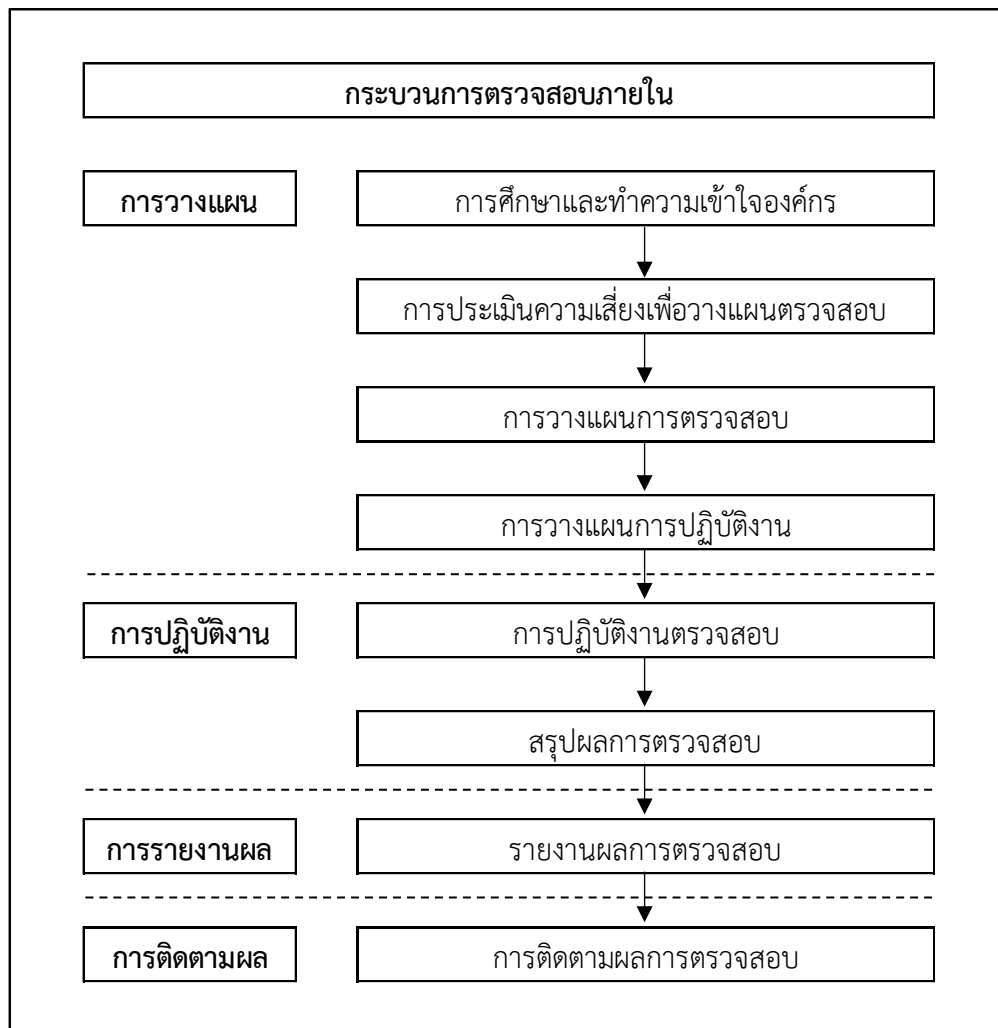 กระบวนการตรวจสอบภายใน
การวางแผน
การศึกษาและทำความเข้าใจองค์กร
การประเมินความเสี่ยงเพื่อวางแผนตรวจสอบ
การวางแผนการตรวจสอบ
การวางแผนการปฏิบัติงาน
การปฏิบัติงาน
การปฏิบัติงานตรวจสอบ
สรุปผลการตรวจสอบ
การรายงานผล
รายงานผลการตรวจสอบ
การติดตามผล
การติดตามผลการตรวจสอบ